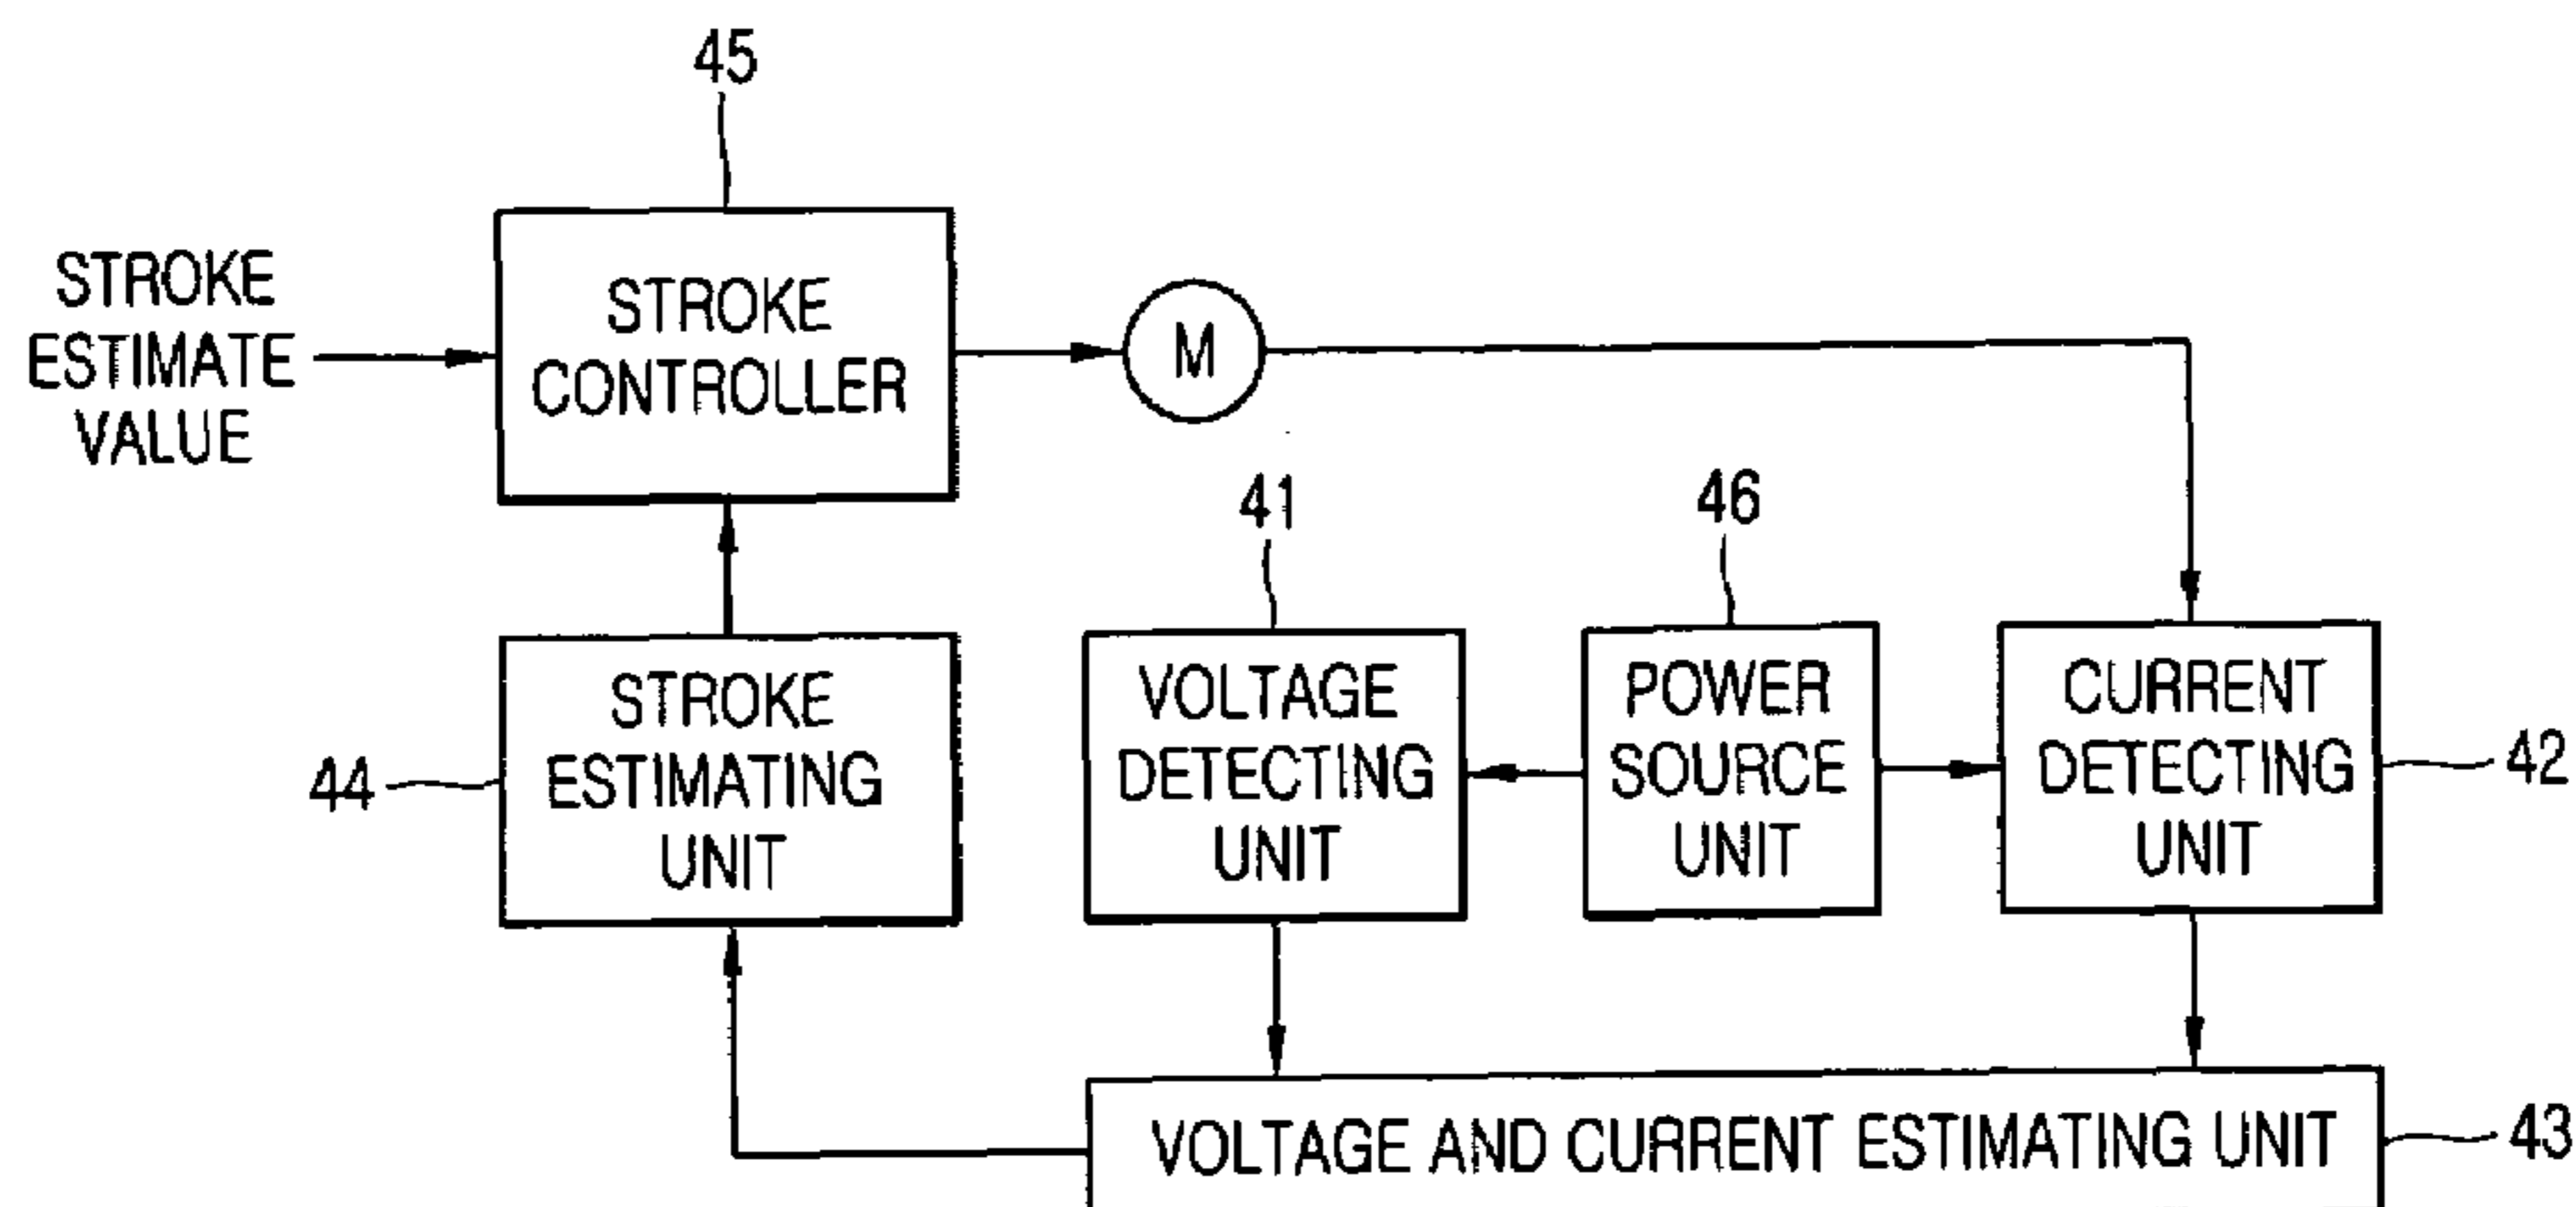 45
STROKE
ESTIMATE
VALUE
STROKE
CONTROLLER
M
41
46
STROKE
ESTIMATING
UNIT
44
VOLTAGE
DETECTING
UNIT
POWER
SOURCE
UNIT
CURRENT
DETECTING
UNIT
42
VOLTAGE AND CURRENT ESTIMATING UNIT
43